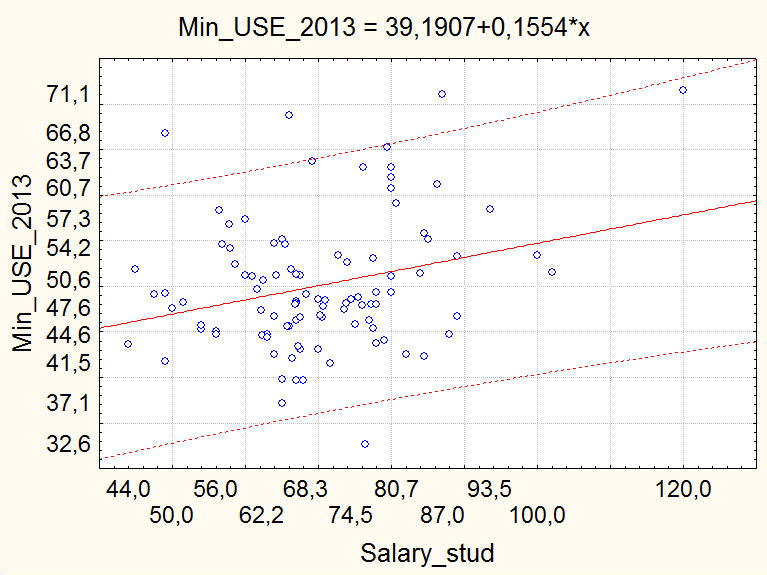 Min_USE_2013 = 39,1907+0,1554*x
Min_USE_2013
71,1
66,8
63,7
60,7
57,3
54,2
50,6
47,6
44,6
41,5
37,1
32,6
44,0 56,0 68,3 80,7 93,5 120,0
50,0 62,2 74,5 87,0 100,0
Salary_stud